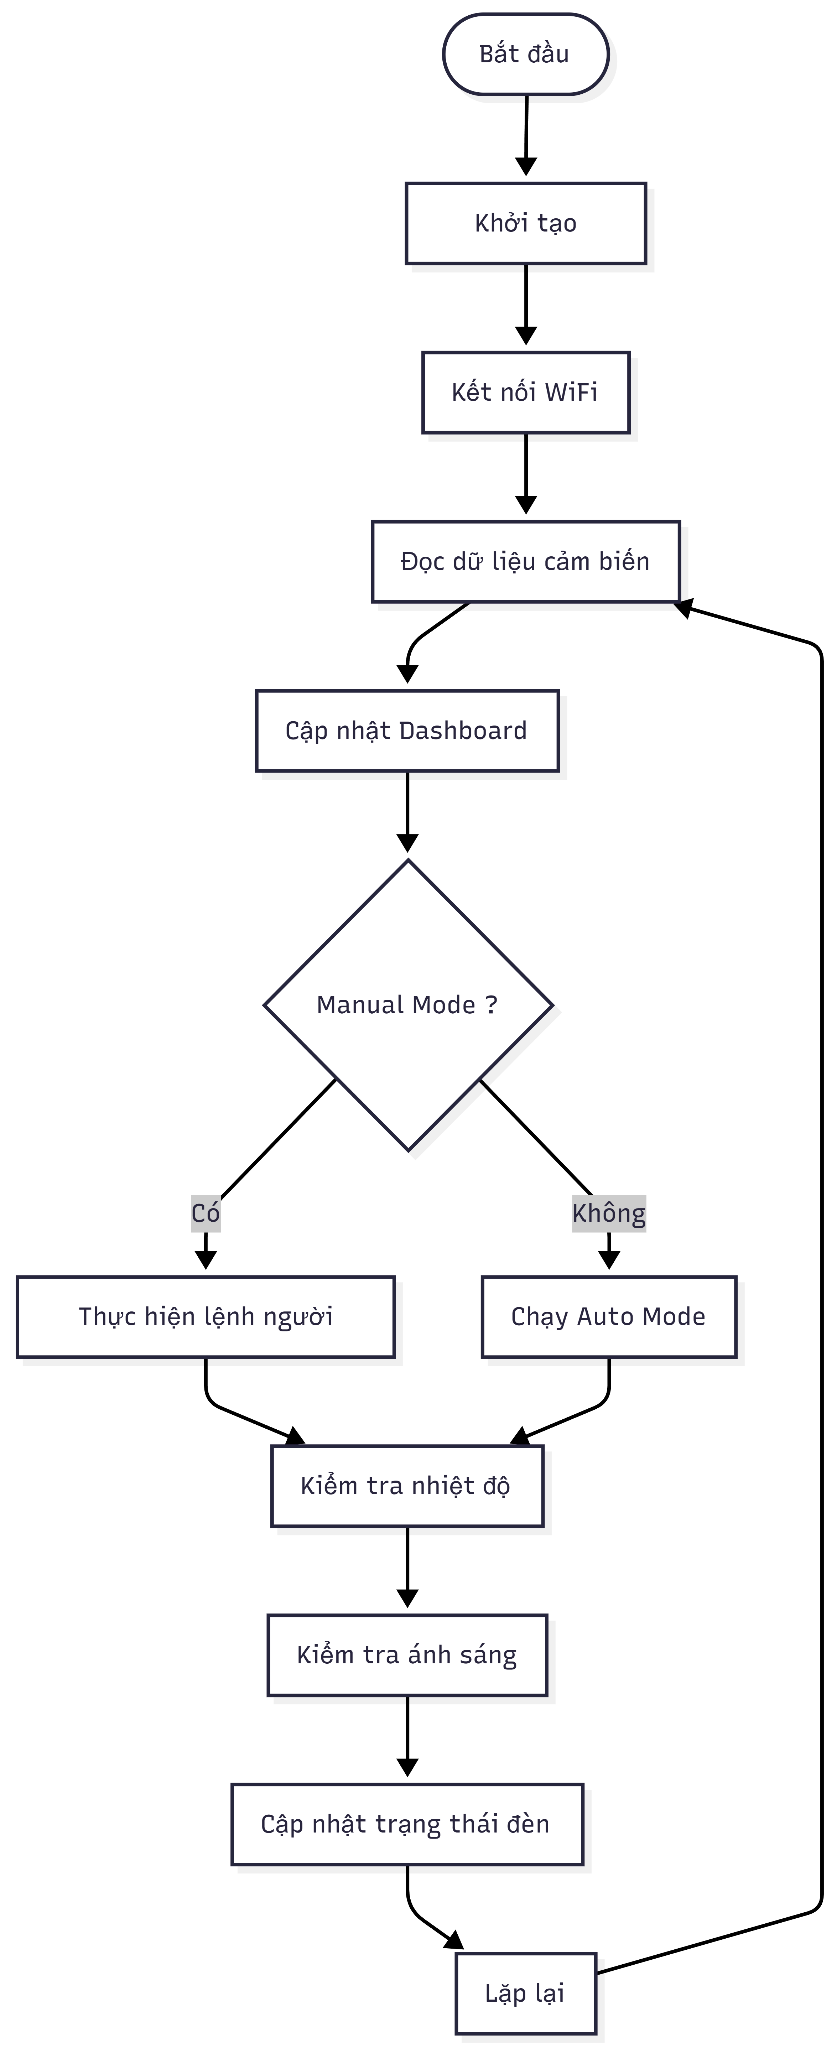 Bắt đầu
Khởi tạo
Kết nối WiFi
Đọc dữ liệu cảm biến
Cập nhật Dashboard
Manual Mode ?
Có
Không
Thực hiện lệnh người
Chạy Auto Mode
Kiểm tra nhiệt độ
Kiểm tra ánh sáng
Cập nhật trạng thái đèn
Lặp lại